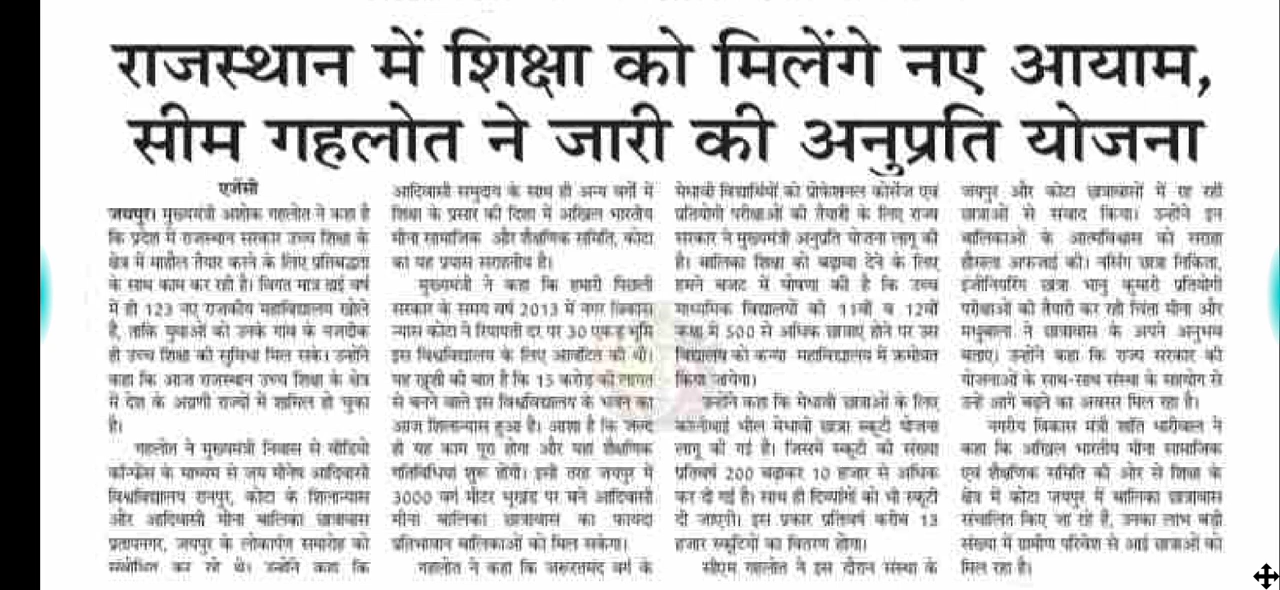 राजस्थान में शिक्षा को मिलेंगे नए आयाम,
सीम गहलोत ने जारी की अनुप्रति योजना
एजेंसी
जयपुर। मुख्यमंत्री अशोक गहलोत ने कहा है
कि प्रदेश में राजस्थान सरकार उच्च शिक्षा के
क्षेत्र में माहौल तैयार करने के लिए प्रतिबद्धता
के साथ काम कर रही है। विगत मात्र ढाई वर्ष
में ही 123 नए राजकीय महाविद्यालय खोले
है, ताकि युवाओं को उनके गांव के नजदीक
ही उच्च शिक्षा की सुविधा मिल सके। उन्होंने
कहा कि आज राजस्थान उच्च शिक्षा के क्षेत्र
में देश के अग्रणी राज्यों में शामिल हो चुका
है।
गहलोत ने मुख्यमंत्री निवास से वीडियो
कॉन्फ्रेंस के माध्यम से जय मीनेष आदिवासी
विश्वविद्यालय रानपुर, कोटा के शिलान्यास
और आदिवासी मीना बालिका छात्रावास
प्रतापनगर, जयपुर के लोकार्पण समारोह को
संबोधित कर रहे थे। उन्होंने कहा कि
आदिवासी समुदाय के साथ ही अन्य वर्गों में
शिक्षा के प्रसार की दिशा में अखिल भारतीय
मीना सामाजिक और शैक्षणिक समिति, कोटा
का यह प्रयास सराहनीय है।
मुख्यमंत्री ने कहा कि हमारी पिछली
सरकार के समय वर्ष 2013 में नगर विकास
न्यास कोटा ने रियायती दर पर 30 एकड़ भूमि
इस विश्वविद्यालय के लिए आवंटित की थी।
यह खुशी की बात है कि 15 करोड़ की लागत
से बनने वाले इस विश्वविद्यालय के भवन का
आज शिलान्यास हुआ है। आशा है कि जल्द
ही यह काम पूरा होगा और यहां शैक्षणिक
गतिविधियां शुरू होंगी। इसी तरह जयपुर में
3000 वर्ग मीटर भूखंड पर बने आदिवासी
मीना बालिका छात्रावास का फायदा
प्रतिभावान बालिकाओं को मिल सकेगा।
गहलोत ने कहा कि जरूरतमंद वर्ग के
मेधावी विद्यार्थियों को प्रोफेशनल कोर्सेज एवं
प्रतियोगी परीक्षाओं की तैयारी के लिए राज्य
सरकार ने मुख्यमंत्री अनुप्रति योजना लागू की
है। बालिका शिक्षा को बढ़ावा देने के लिए
हमने बजट में घोषणा की है कि उच्च
माध्यमिक विद्यालयों की 11वीं व 12वीं
कक्षा में 500 से अधिक छात्राएं होने पर उस
विद्यालय को कन्या महाविद्यालय में क्रमोन्नत
किया जायेगा।
उन्होंने कहा कि मेधावी छात्राओं के लिए
कालीबाई भील मेधावी छात्रा स्कूटी योजना
लागू की गई है। जिसमें स्कूटी की संख्या
प्रतिवर्ष 200 बढ़ाकर 10 हजार से अधिक
कर दी गई है। साथ ही दिव्यांगों को भी स्कूटी
दी जाएगी। इस प्रकार प्रतिवर्ष करीब 13
हजार स्कूटियों का वितरण होगा।
सीएम गहलोत ने इस दौरान संस्था के
जयपुर और कोटा छात्रावासों में रह रही
छात्राओं से संवाद किया। उन्होंने इन
बालिकाओं के आत्मविश्वास को सराहा
हौसला अफजाई की। नर्सिंग छात्रा निकिता,
इंजीनियरिंग छात्रा भानु कुमारी प्रतियोगी
परीक्षाओं की तैयारी कर रही मीना और
मधुबाला ने छात्रावास के अपने अनुभव
बताए। उन्होंने कहा कि राज्य सरकार की
योजनाओं के साथ-साथ संस्था के सहयोग से
उन्हें आगे बढ़ने का अवसर मिल रहा है।
नगरीय विकास मंत्री शांति धारीवाल ने
कहा कि अखिल भारतीय मीना सामाजिक
एवं शैक्षणिक समिति की ओर से शिक्षा के
क्षेत्र में कोटा जयपुर में बालिका छात्रावास
संचालित किए जा रहे हैं, उनका लाभ बड़ी
संख्या में ग्रामीण परिवेश से आई छात्राओं को
मिल रहा है।